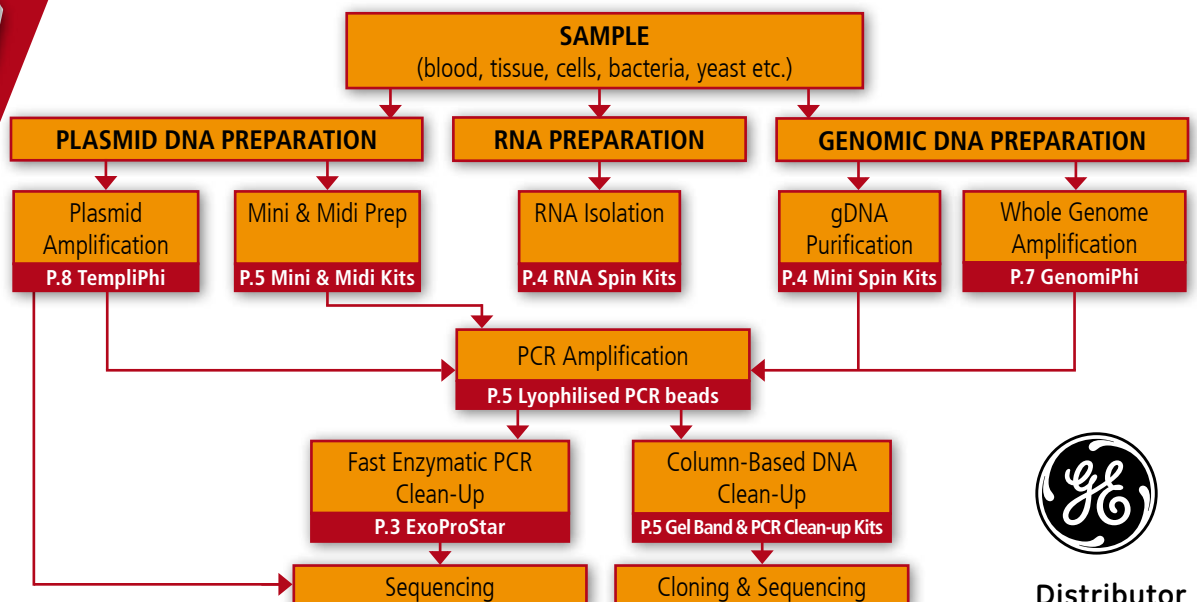 SAMPLE
(blood, tissue, cells, bacteria, yeast etc.)
PLASMID DNA PREPARATION
RNA PREPARATION
GENOMIC DNA PREPARATION
Plasmid
Amplification
P.8 TempliPhi
Mini & Midi Prep
P.5 Mini & Midi Kits
RNA Isolation
P.4 RNA Spin Kits
gDNA
Purification
P.4 Mini Spin Kits
Whole Genome
Amplification
P.7 GenomiPhi
PCR Amplification
P.5 Lyophilised PCR beads
Fast Enzymatic PCR
Clean-Up
P.3 ExoProStar
Column-Based DNA
Clean-Up
P.5 Gel Band & PCR Clean-up Kits
Sequencing
Cloning & Sequencing
GE
Distributor